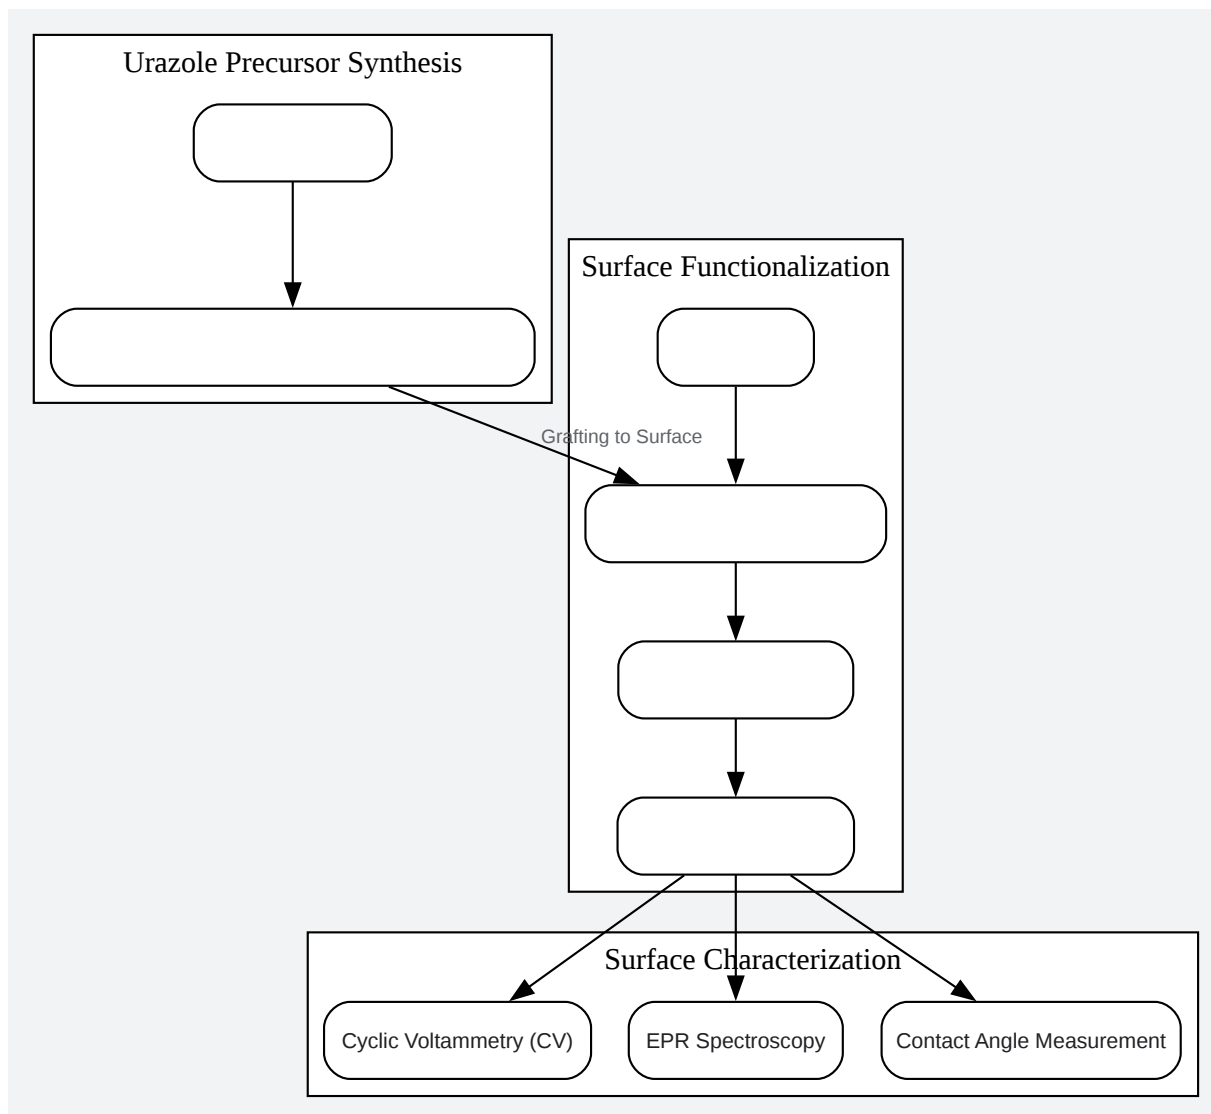 Urazole Precursor Synthesis
Surface Functionalization
Grafting to Surface
Surface Characterization
Cyclic Voltammetry (CV)
EPR Spectroscopy
Contact Angle Measurement